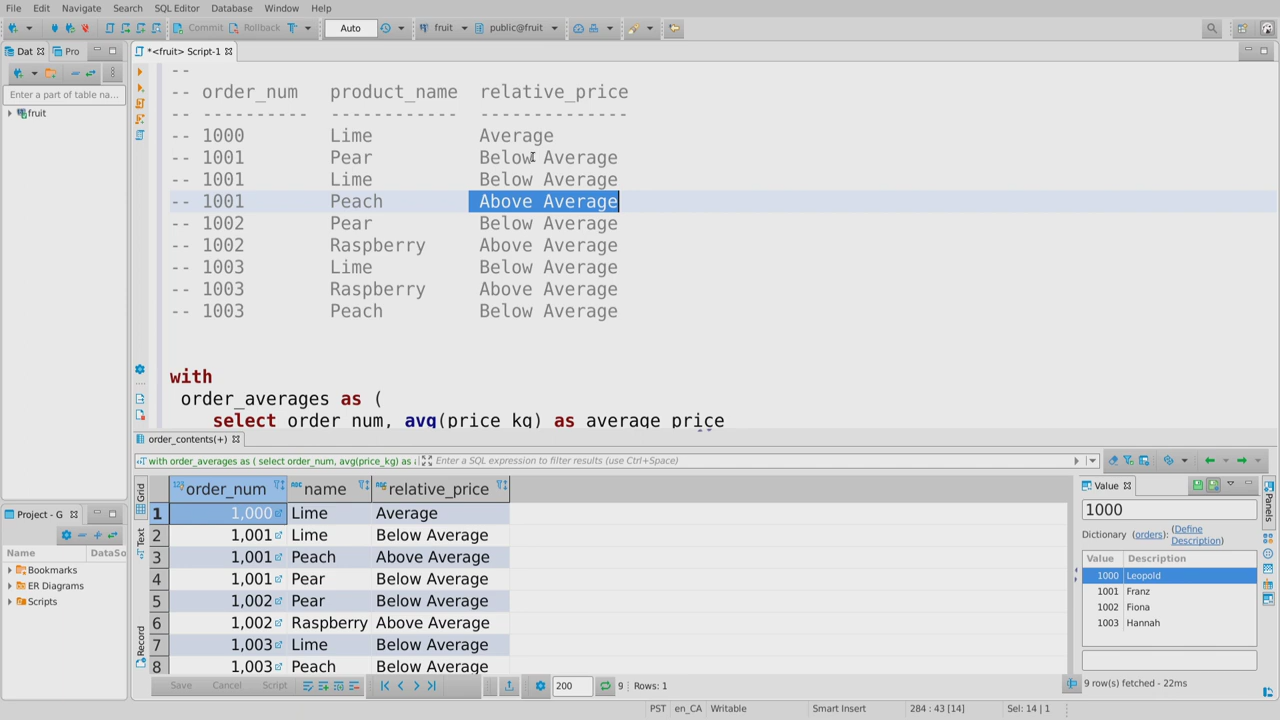 File Edit Navigate Search SQL Editor Database Window Help
Commit Rollback Auto fruit public@fruit
Dat Pro *<fruit> Script-1
Enter a part of table na...
fruit
--
-- order_num product_name relative_price
-- ---------- ------------ --------------
-- 1000 Lime Average
-- 1001 Pear Below Average
-- 1001 Lime Below Average
-- 1001 Peach Above Average
-- 1002 Pear Below Average
-- 1002 Raspberry Above Average
-- 1003 Lime Below Average
-- 1003 Raspberry Above Average
-- 1003 Peach Below Average
with
order_averages as (
select order_num, avg(price_kg) as average_price
order_contents(+)
with order_averages as ( select order_num, avg(price_kg) as a Enter a SQL expression to filter results (use Ctrl+Space)
Grid
Text
Record
123 order_num abc name relative_price
1 1,000 Lime Average
2 1,001 Lime Below Average
3 1,001 Peach Above Average
4 1,001 Pear Below Average
5 1,002 Pear Below Average
6 1,002 Raspberry Above Average
7 1,003 Lime Below Average
8 1,003 Peach Below Average
Value
1000
Dictionary (orders): (Define
Description)
Value Description
1000 Leopold
1001 Franz
1002 Fiona
1003 Hannah
Panels
Project - G
Name DataSo
Bookmarks
ER Diagrams
Scripts
Save Cancel Script 200 9 Rows: 1 9 row(s) fetched - 22ms
PST en_CA Writable Smart Insert 284 : 43 [14] Sel: 14 | 1